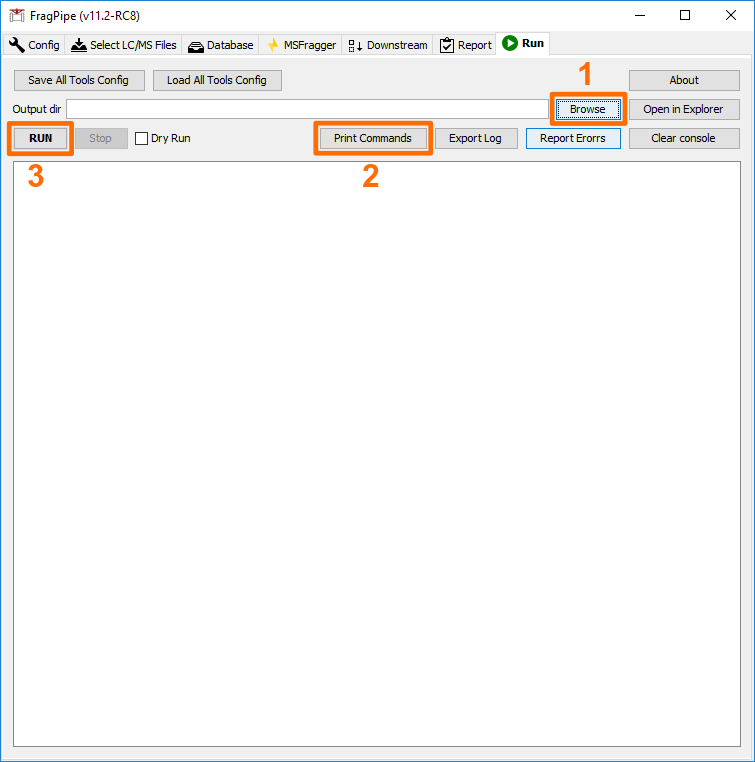 FragPipe (v11.2-RC8)
Config Select LC/MS Files Database MSFragger Downstream Report Run
1
Save All Tools Config Load All Tools Config About
Output dir Browse Open in Explorer
RUN Stop Dry Run Print Commands Export Log Report Erorrs Clear console
3 2